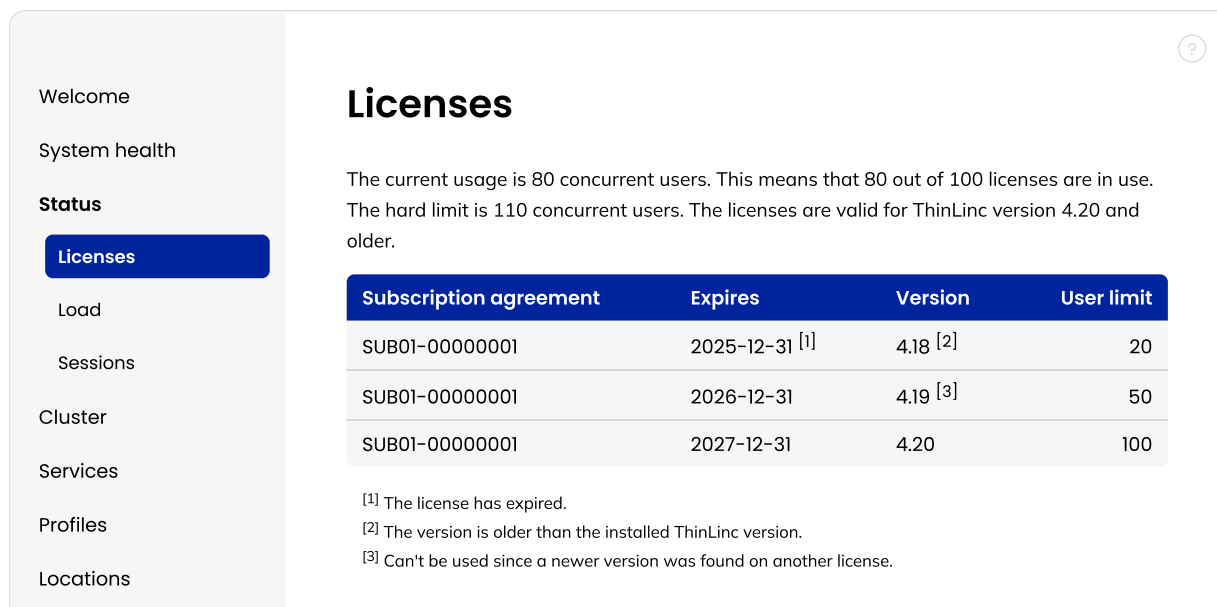 ?
Welcome
System health
Status
Licenses
Load
Sessions
Cluster
Services
Profiles
Locations
Licenses
The current usage is 80 concurrent users. This means that 80 out of 100 licenses are in use.
The hard limit is 110 concurrent users. The licenses are valid for ThinLinc version 4.20 and
older.
Subscription agreement Expires Version User limit
SUB01-00000001 2025-12-31 [1] 4.18 [2] 20
SUB01-00000001 2026-12-31 4.19 [3] 50
SUB01-00000001 2027-12-31 4.20 100
[1] The license has expired.
[2] The version is older than the installed ThinLinc version.
[3] Can't be used since a newer version was found on another license.